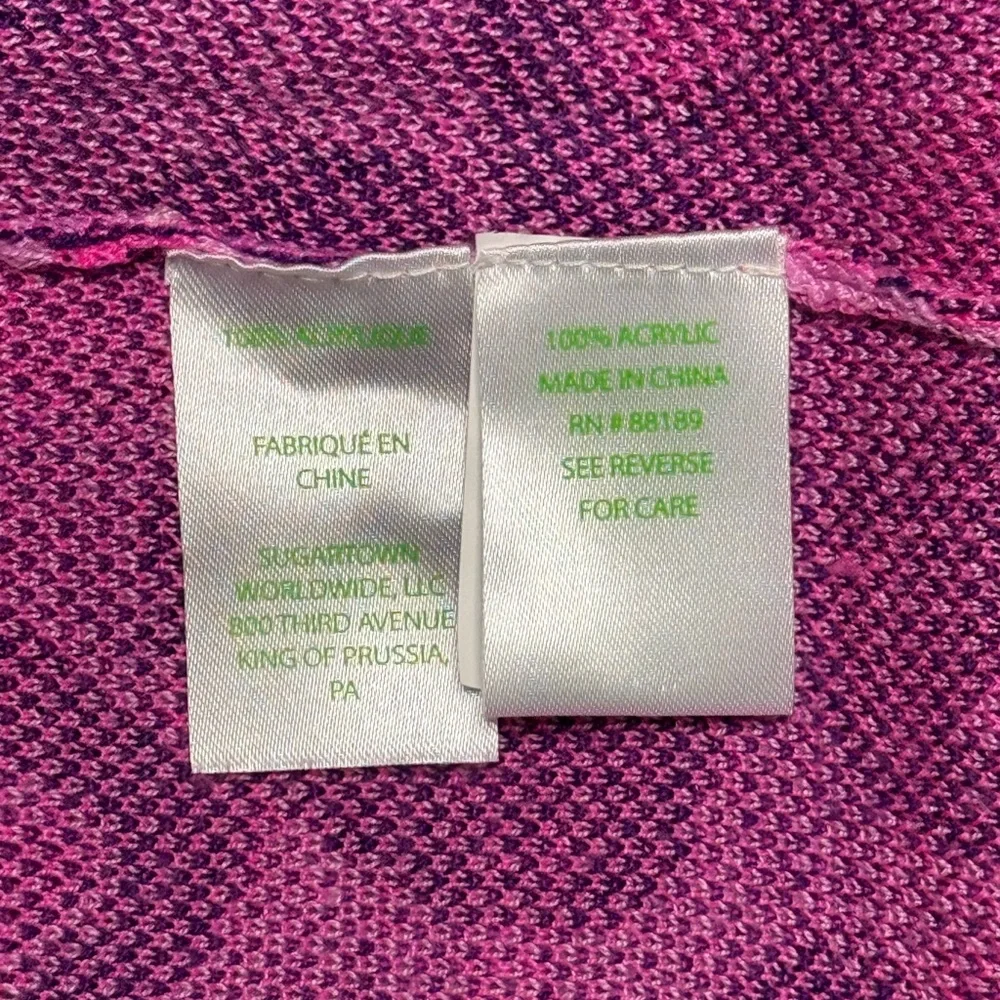 100% ACRYLIQUE
FABRIQUÉ EN
CHINE
SUGARTOWN
WORLDWIDE, LLC
800 THIRD AVENUE
KING OF PRUSSIA,
PA
100% ACRYLIC
MADE IN CHINA
RN # 88189
SEE REVERSE
FOR CARE